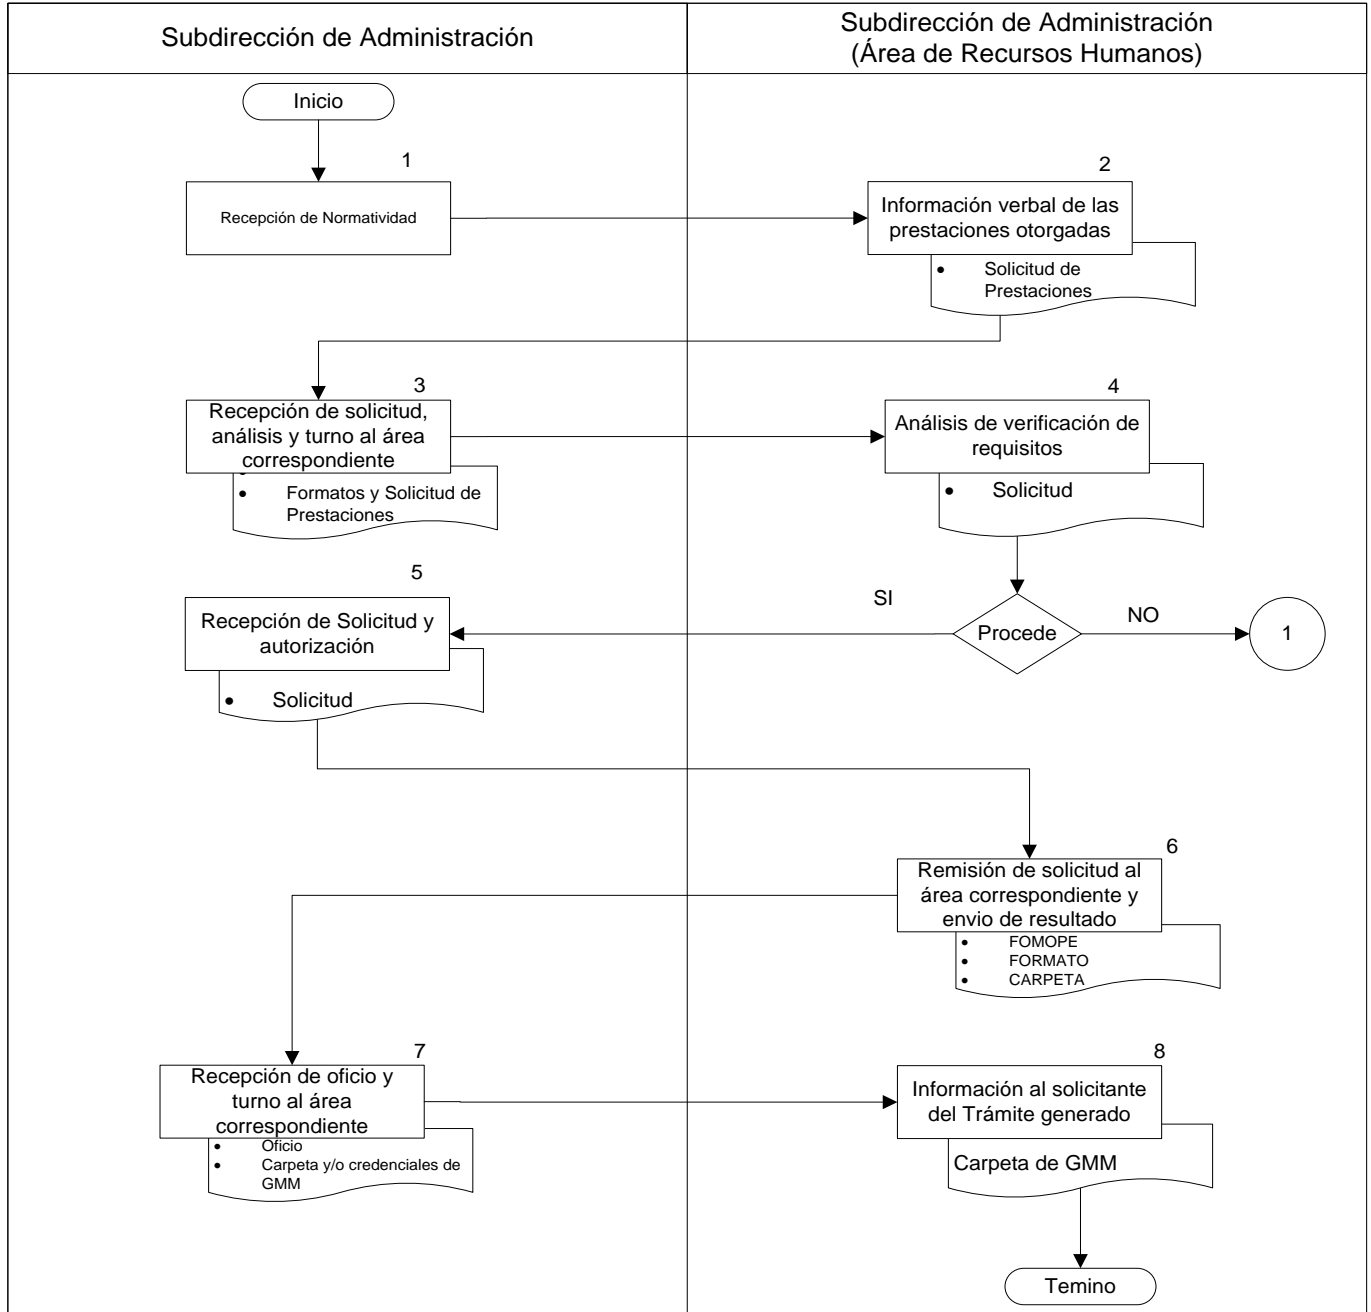 Subdirección de Administración
Subdirección de Administración
(Área de Recursos Humanos)
Inicio
1
Recepción de Normatividad
2
Información verbal de las
prestaciones otorgadas
• Solicitud de
Prestaciones
3
Recepción de solicitud,
análisis y turno al área
correspondiente
• Formatos y Solicitud de
Prestaciones
4
Análisis de verificación de
requisitos
• Solicitud
Procede
SI
NO
1
5
Recepción de Solicitud y
autorización
• Solicitud
6
Remisión de solicitud al
área correspondiente y
envio de resultado
• FOMOPE
• FORMATO
• CARPETA
7
Recepción de oficio y
turno al área
correspondiente
• Oficio
• Carpeta y/o credenciales de
GMM
8
Información al solicitante
del Trámite generado
Carpeta de GMM
Temino